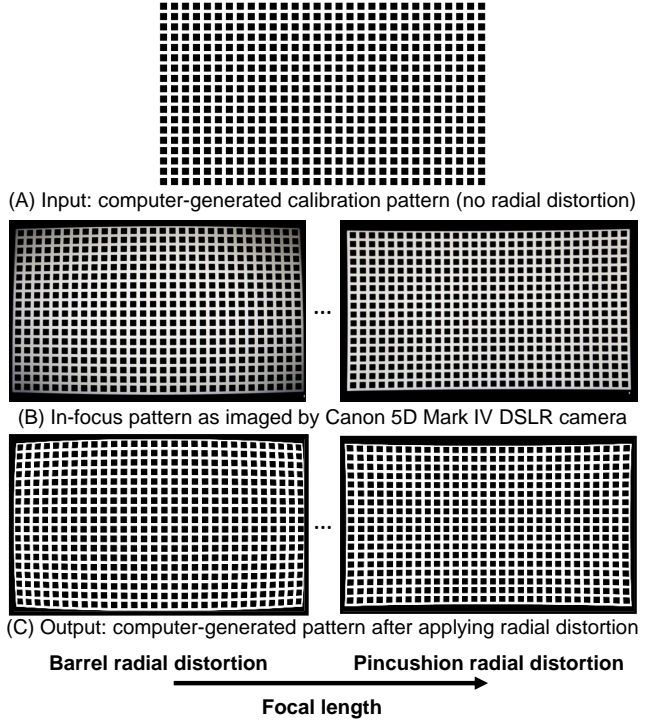 (A) Input: computer-generated calibration pattern (no radial distortion)
...
(B) In-focus pattern as imaged by Canon 5D Mark IV DSLR camera
...
(C) Output: computer-generated pattern after applying radial distortion
Barrel radial distortion Pincushion radial distortion
Focal length